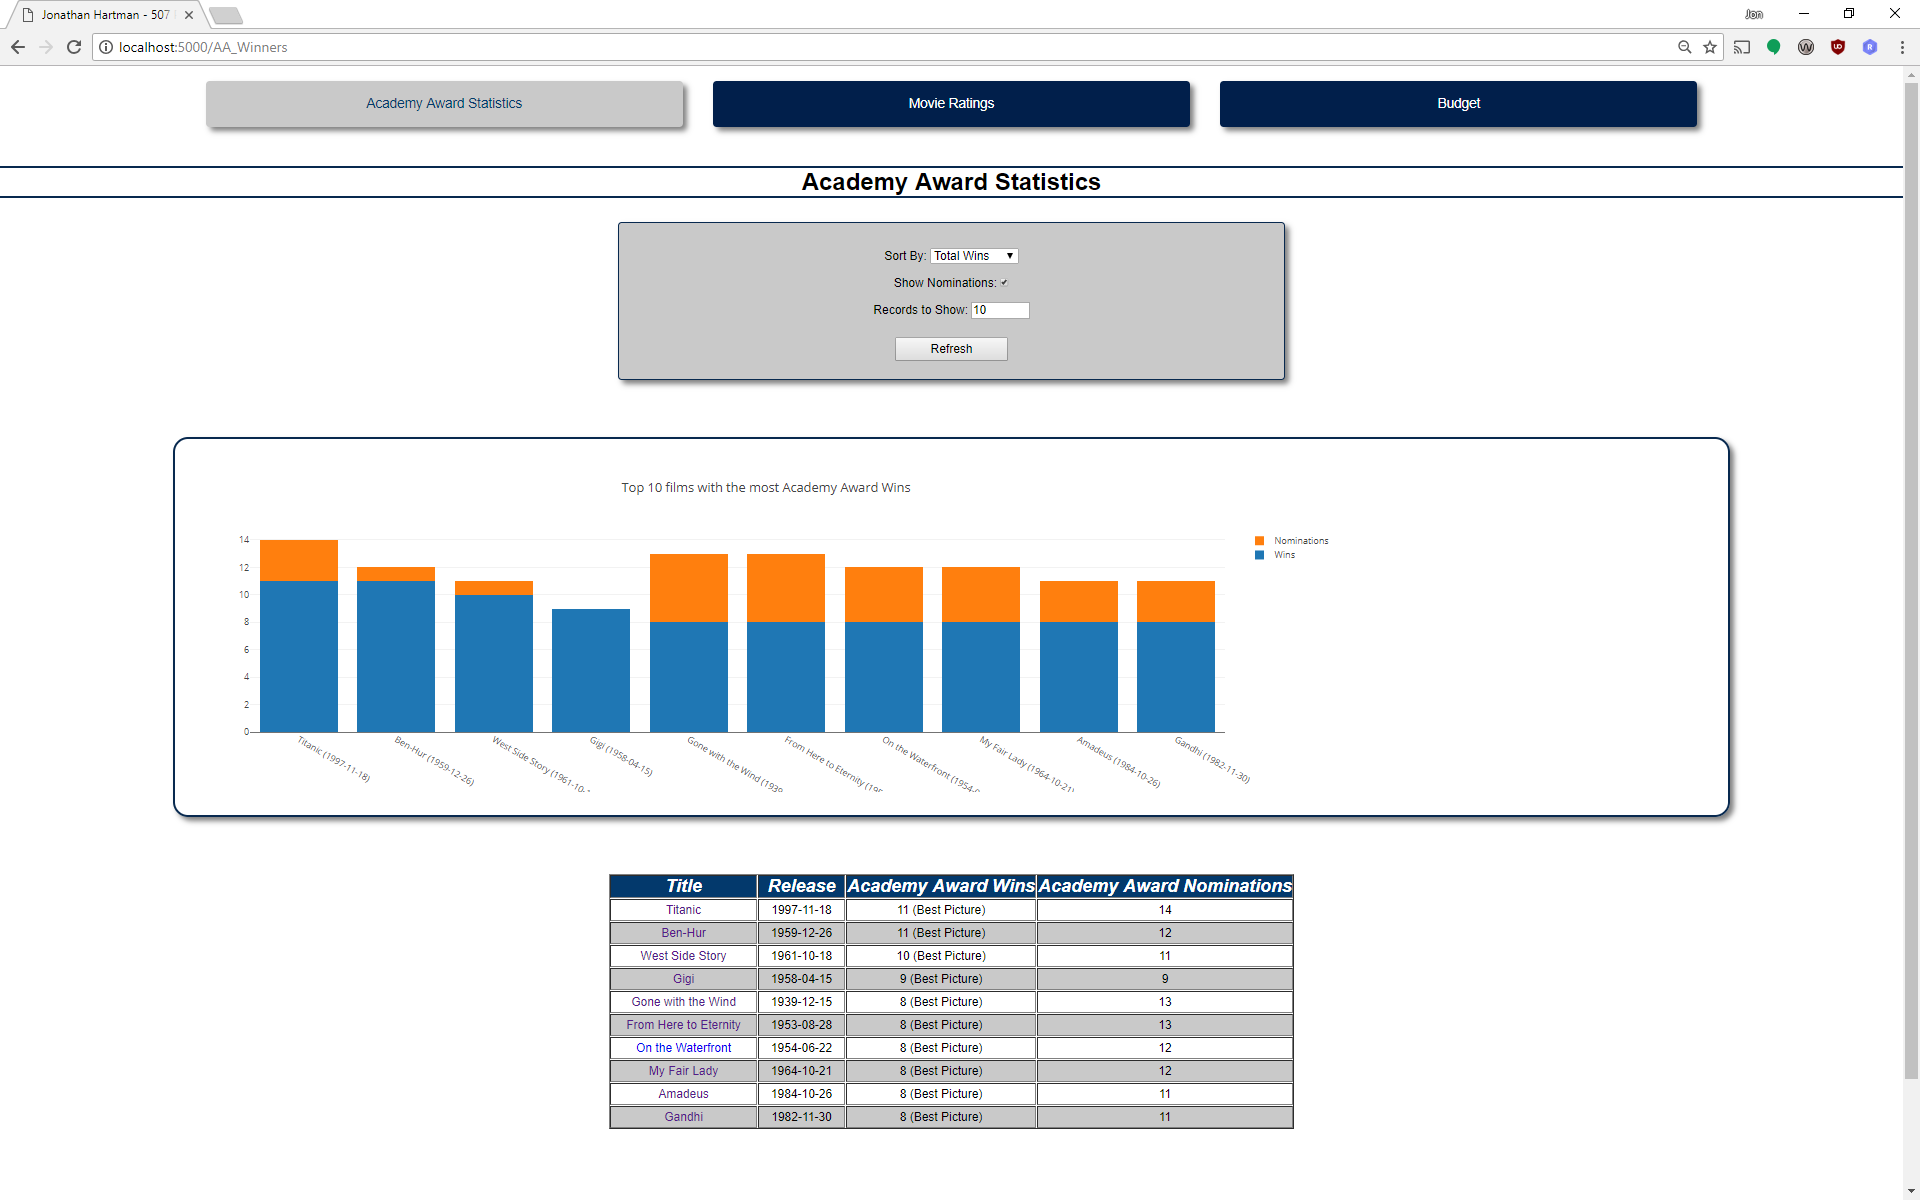 Jonathan Hartman - 507
Jon
localhost:5000/AA_Winners
Academy Award Statistics
Movie Ratings
Budget
Academy Award Statistics
Sort By: Total Wins
Show Nominations:
Records to Show: 10
Refresh
Top 10 films with the most Academy Award Wins
14
12
10
8
6
4
2
0
Nominations
Wins
Titanic (1997-11-18)
Ben-Hur (1959-12-26)
West Side Story (1961-10-
Gigi (1958-04-15)
Gone with the Wind (1939
From Here to Eternity (19
On the Waterfront (1954-
My Fair Lady (1964-10-21)
Amadeus (1984-10-26)
Gandhi (1982-11-30)
Title Release Academy Award Wins Academy Award Nominations
Titanic 1997-11-18 11 (Best Picture) 14
Ben-Hur 1959-12-26 11 (Best Picture) 12
West Side Story 1961-10-18 10 (Best Picture) 11
Gigi 1958-04-15 9 (Best Picture) 9
Gone with the Wind 1939-12-15 8 (Best Picture) 13
From Here to Eternity 1953-08-28 8 (Best Picture) 13
On the Waterfront 1954-06-22 8 (Best Picture) 12
My Fair Lady 1964-10-21 8 (Best Picture) 12
Amadeus 1984-10-26 8 (Best Picture) 11
Gandhi 1982-11-30 8 (Best Picture) 11